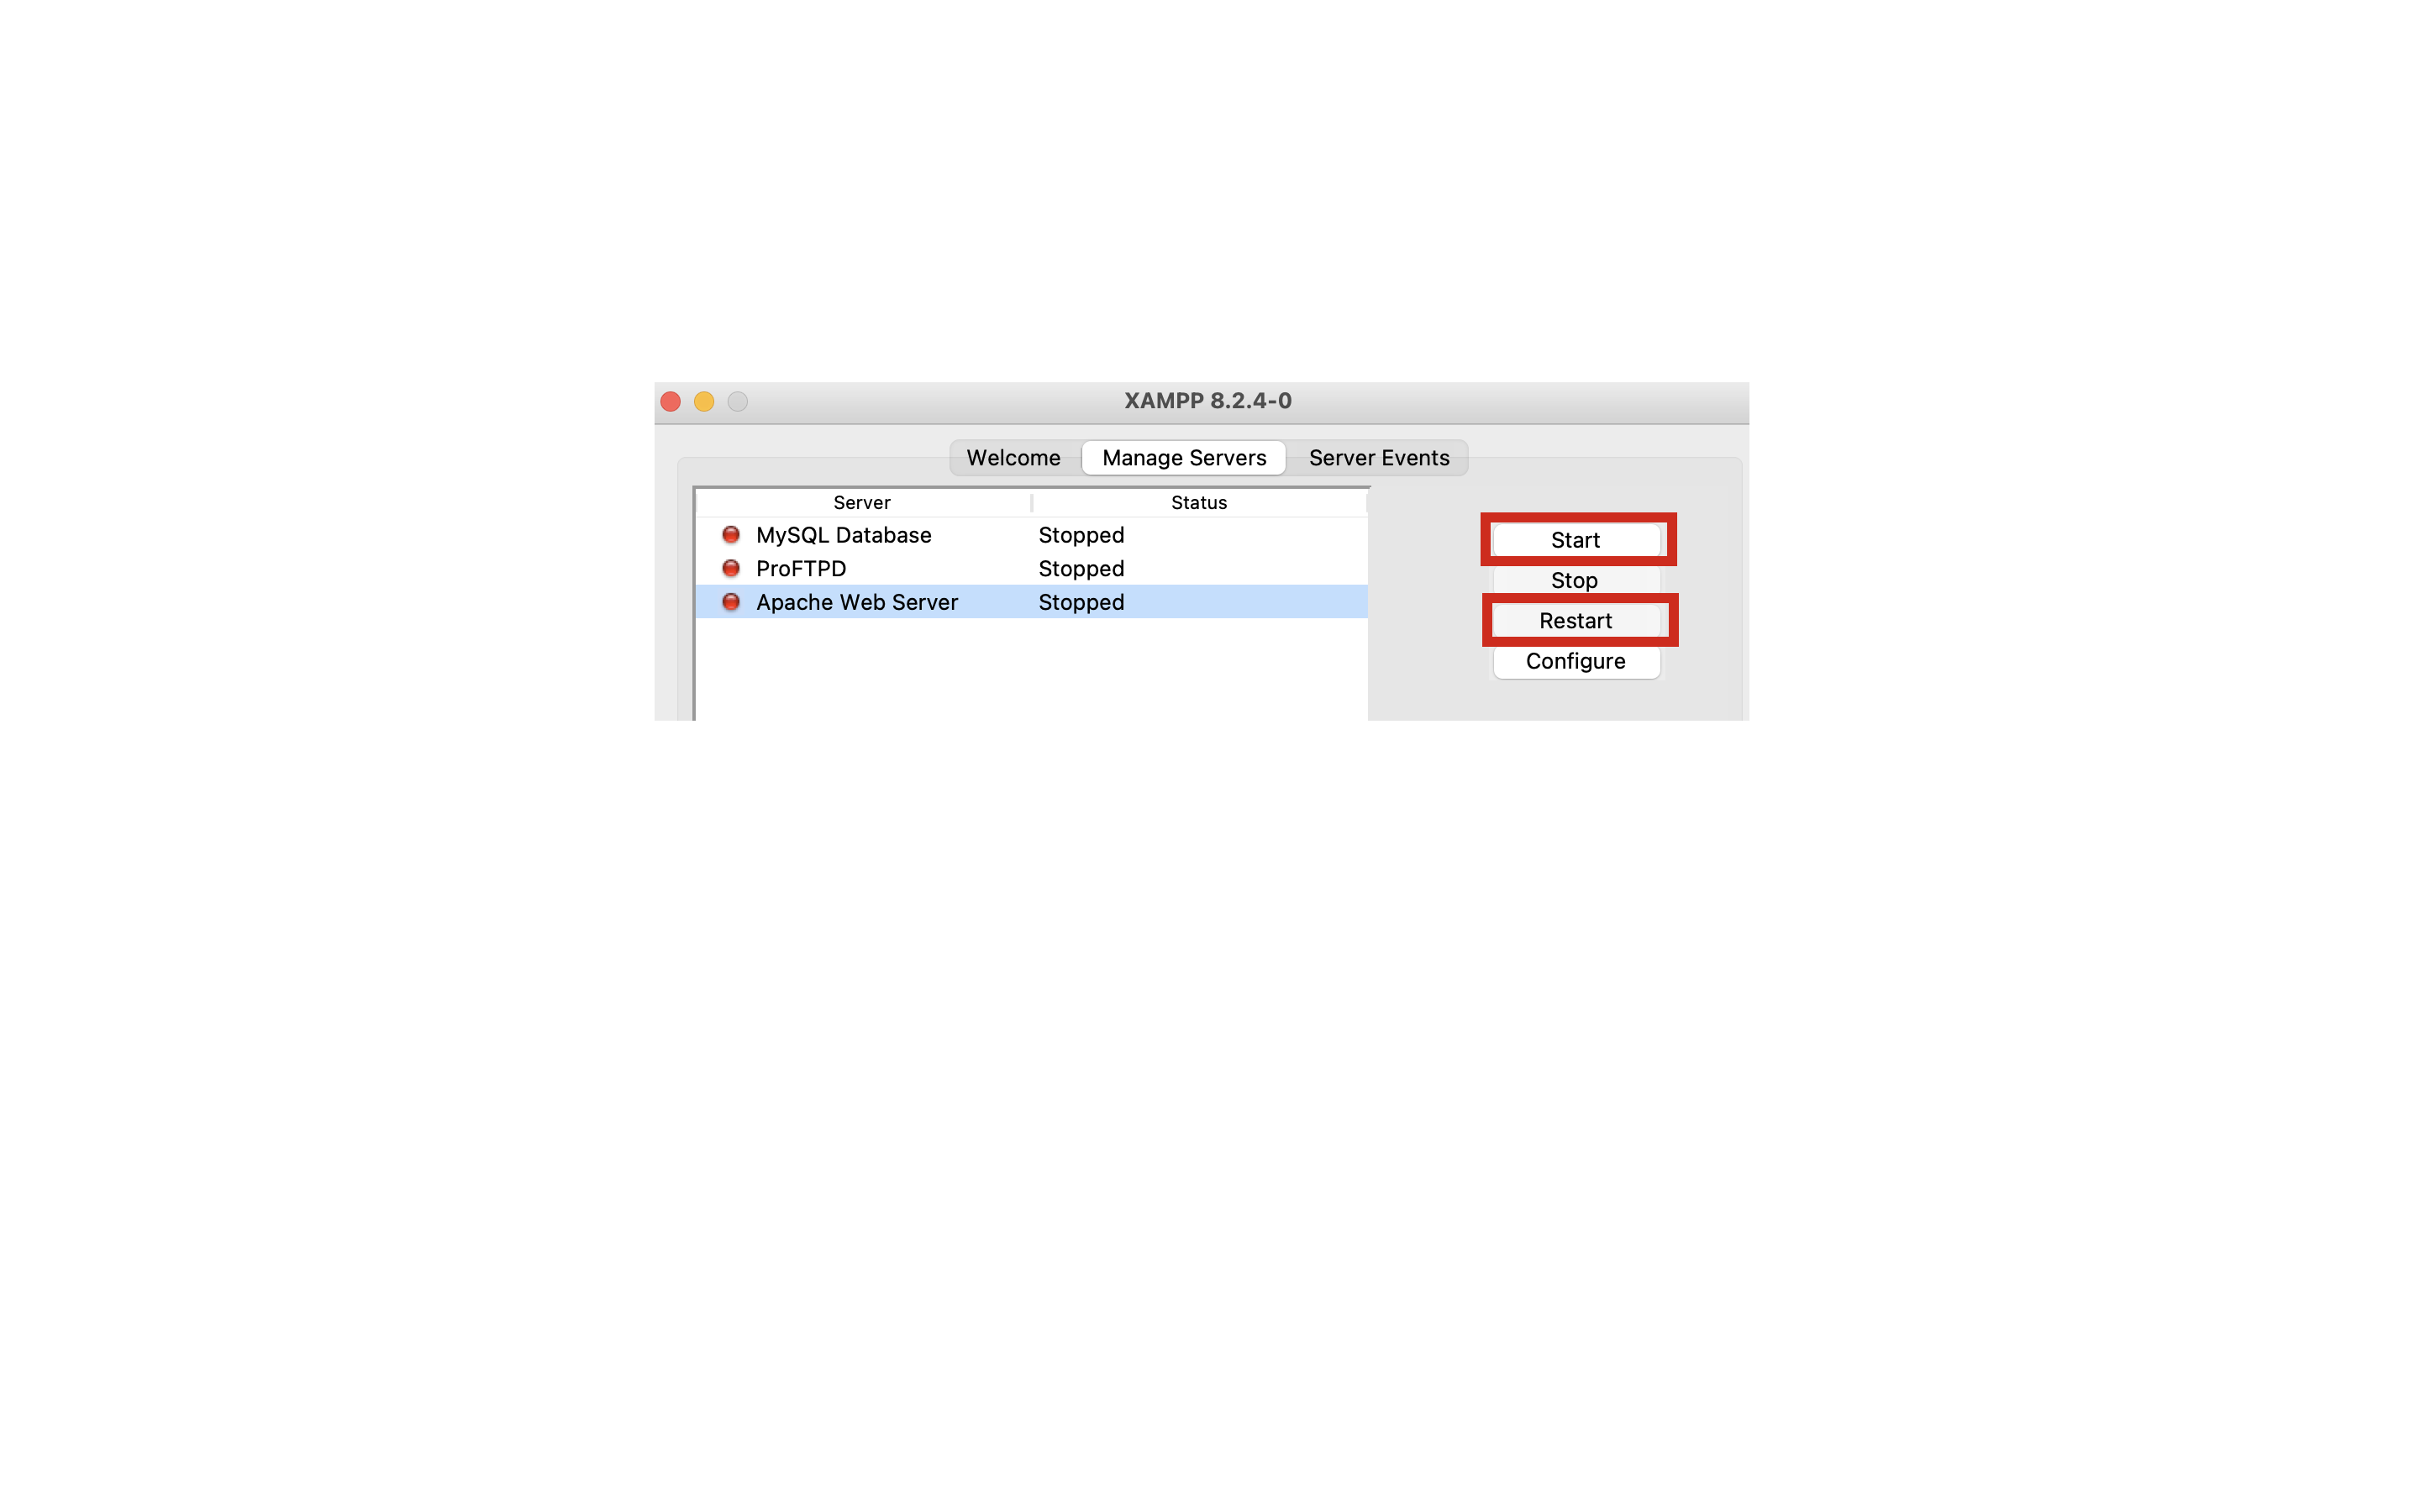 XAMPP 8.2.4-0
Welcome Manage Servers Server Events
Server Status
MySQL Database Stopped
ProFTPD Stopped
Apache Web Server Stopped
Start
Stop
Restart
Configure